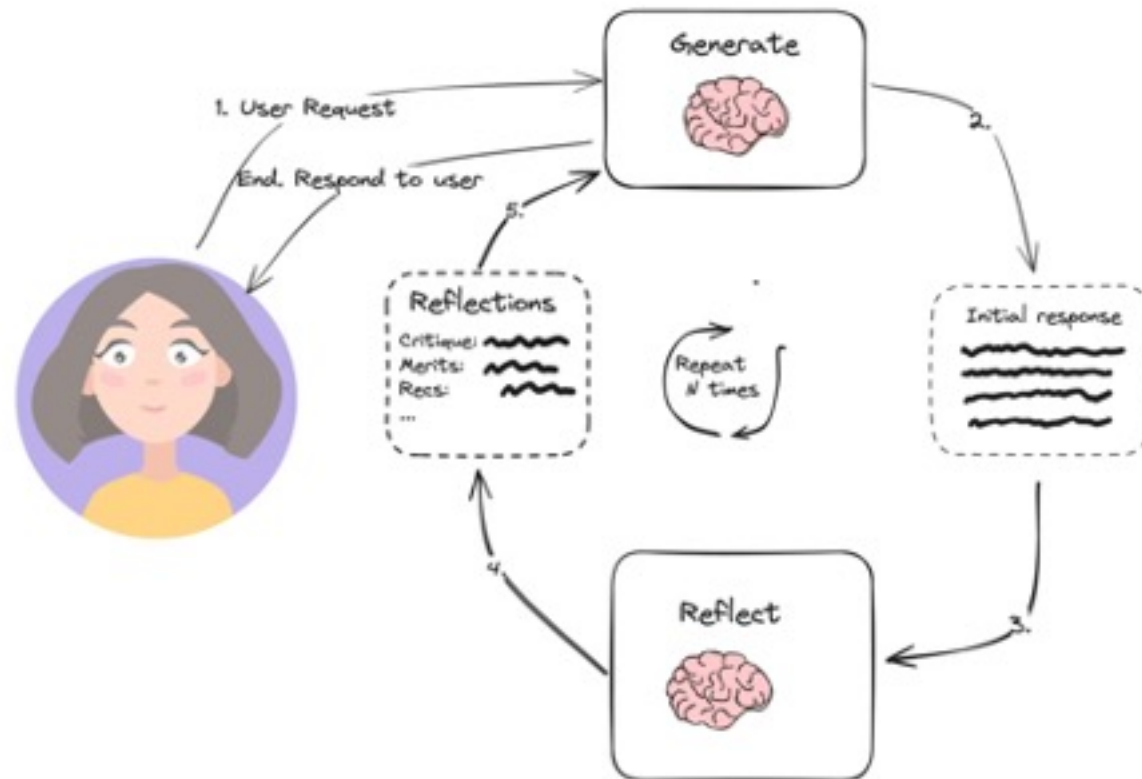 Generate
1. User Request
2.
End. Respond to user
5.
Reflections
Critique:
Merits:
Recs:
...
Repeat
N times
Initial response
4.
Reflect
3.